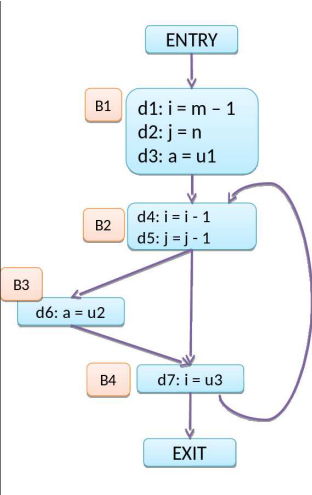 ENTRY
B1
d1: i = m – 1
d2: j = n
d3: a = u1
B2
d4: i = i - 1
d5: j = j - 1
B3
d6: a = u2
B4
d7: i = u3
EXIT